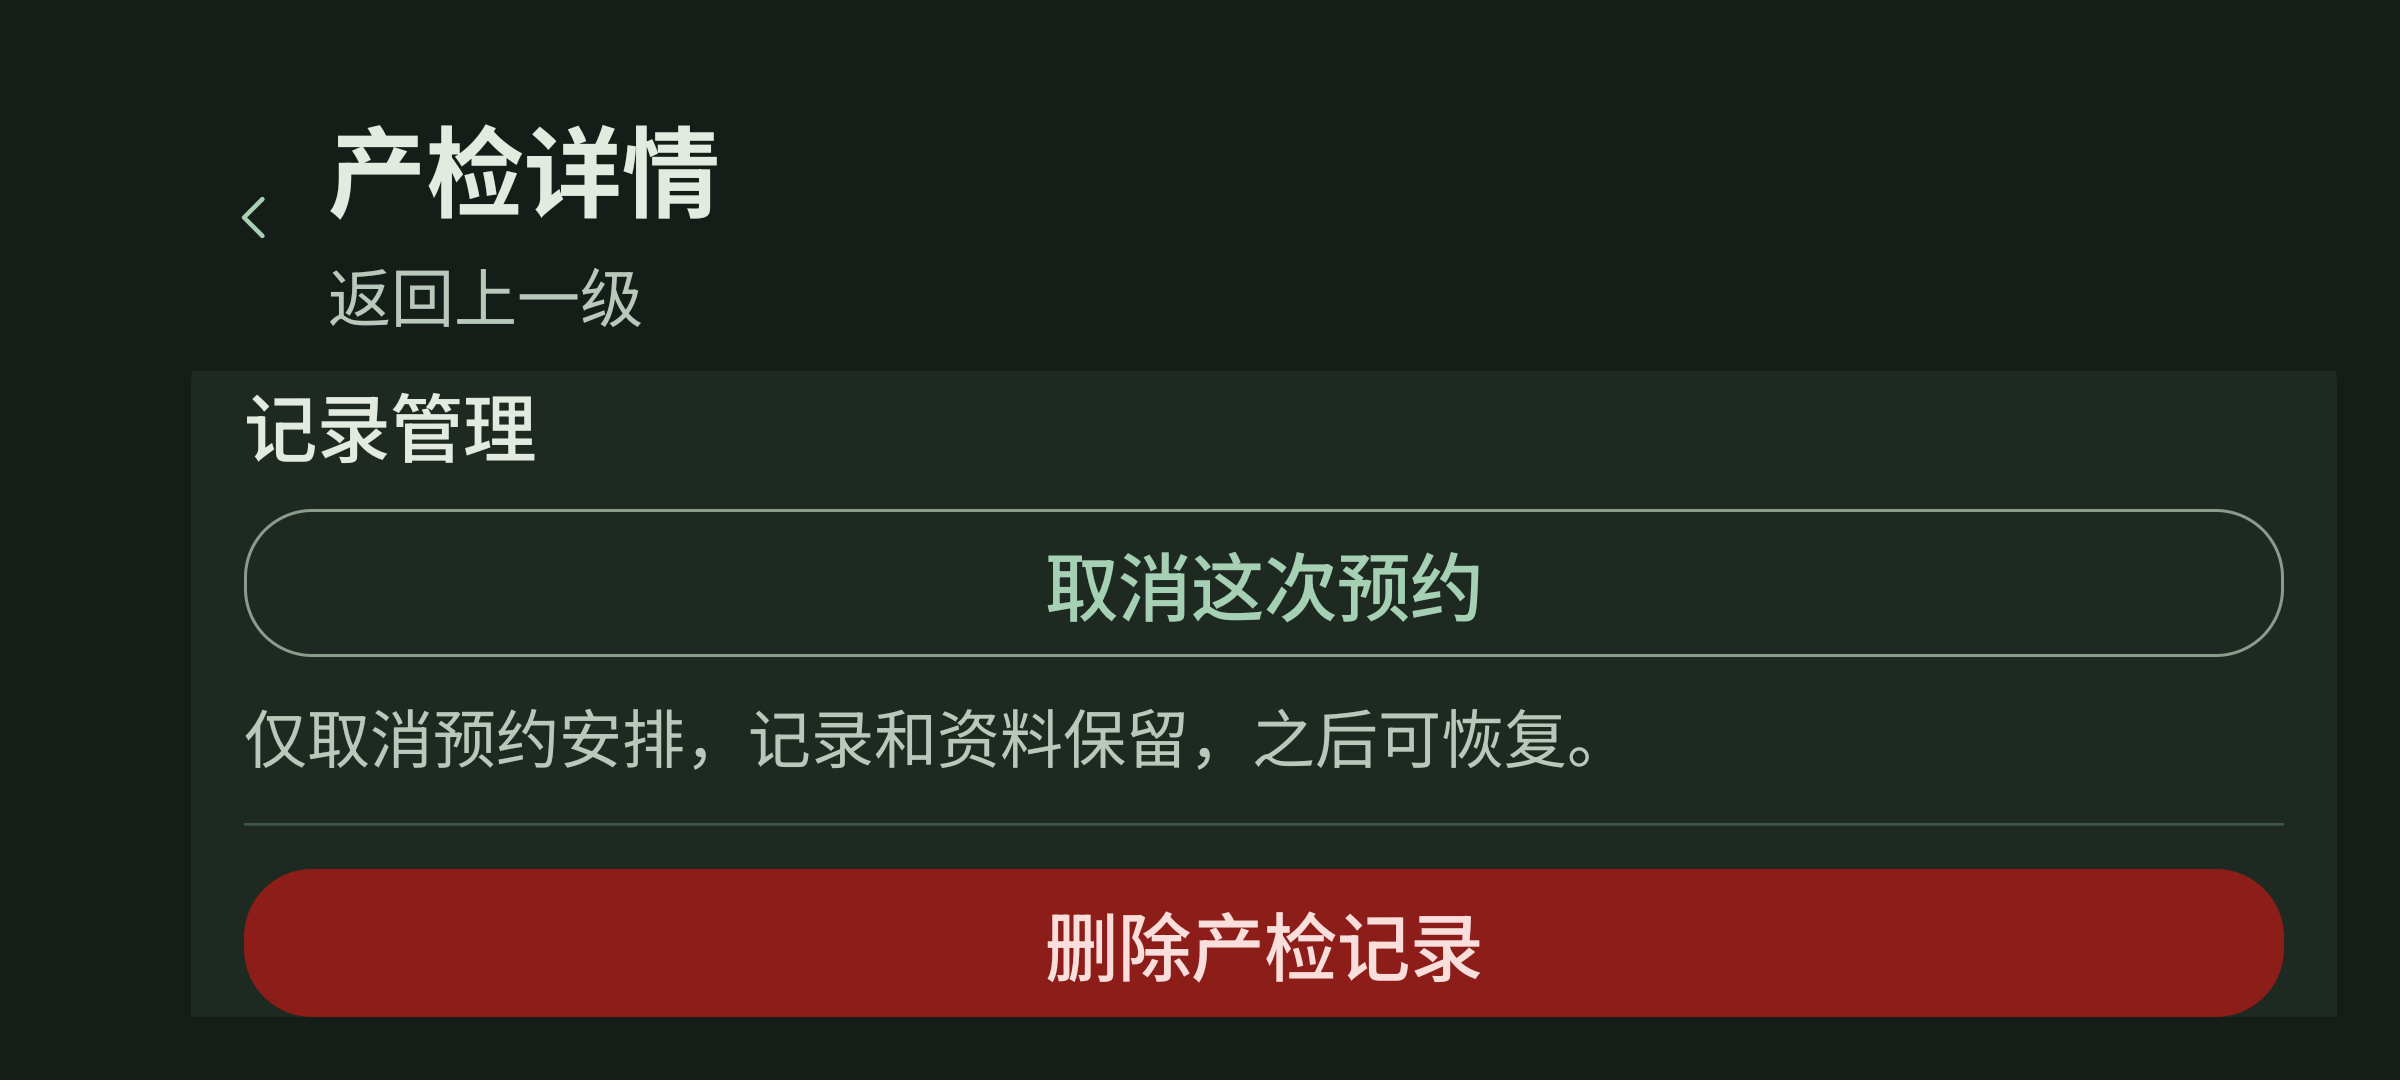 产检详情
返回上一级
记录管理
取消这次预约
仅取消预约安排，记录和资料保留，之后可恢复。
删除产检记录